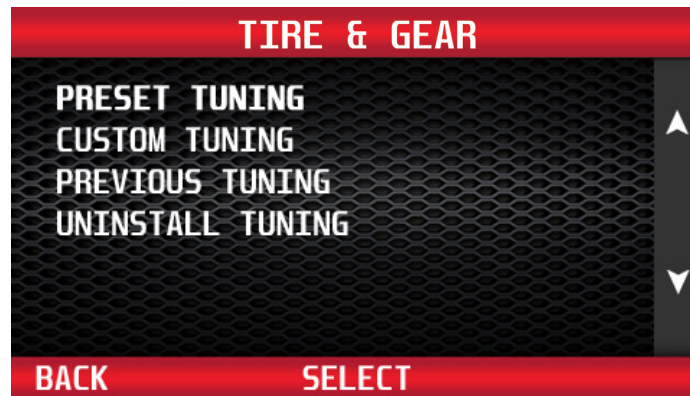 TIRE & GEAR
PRESET TUNING
CUSTOM TUNING
PREVIOUS TUNING
UNINSTALL TUNING
BACK SELECT